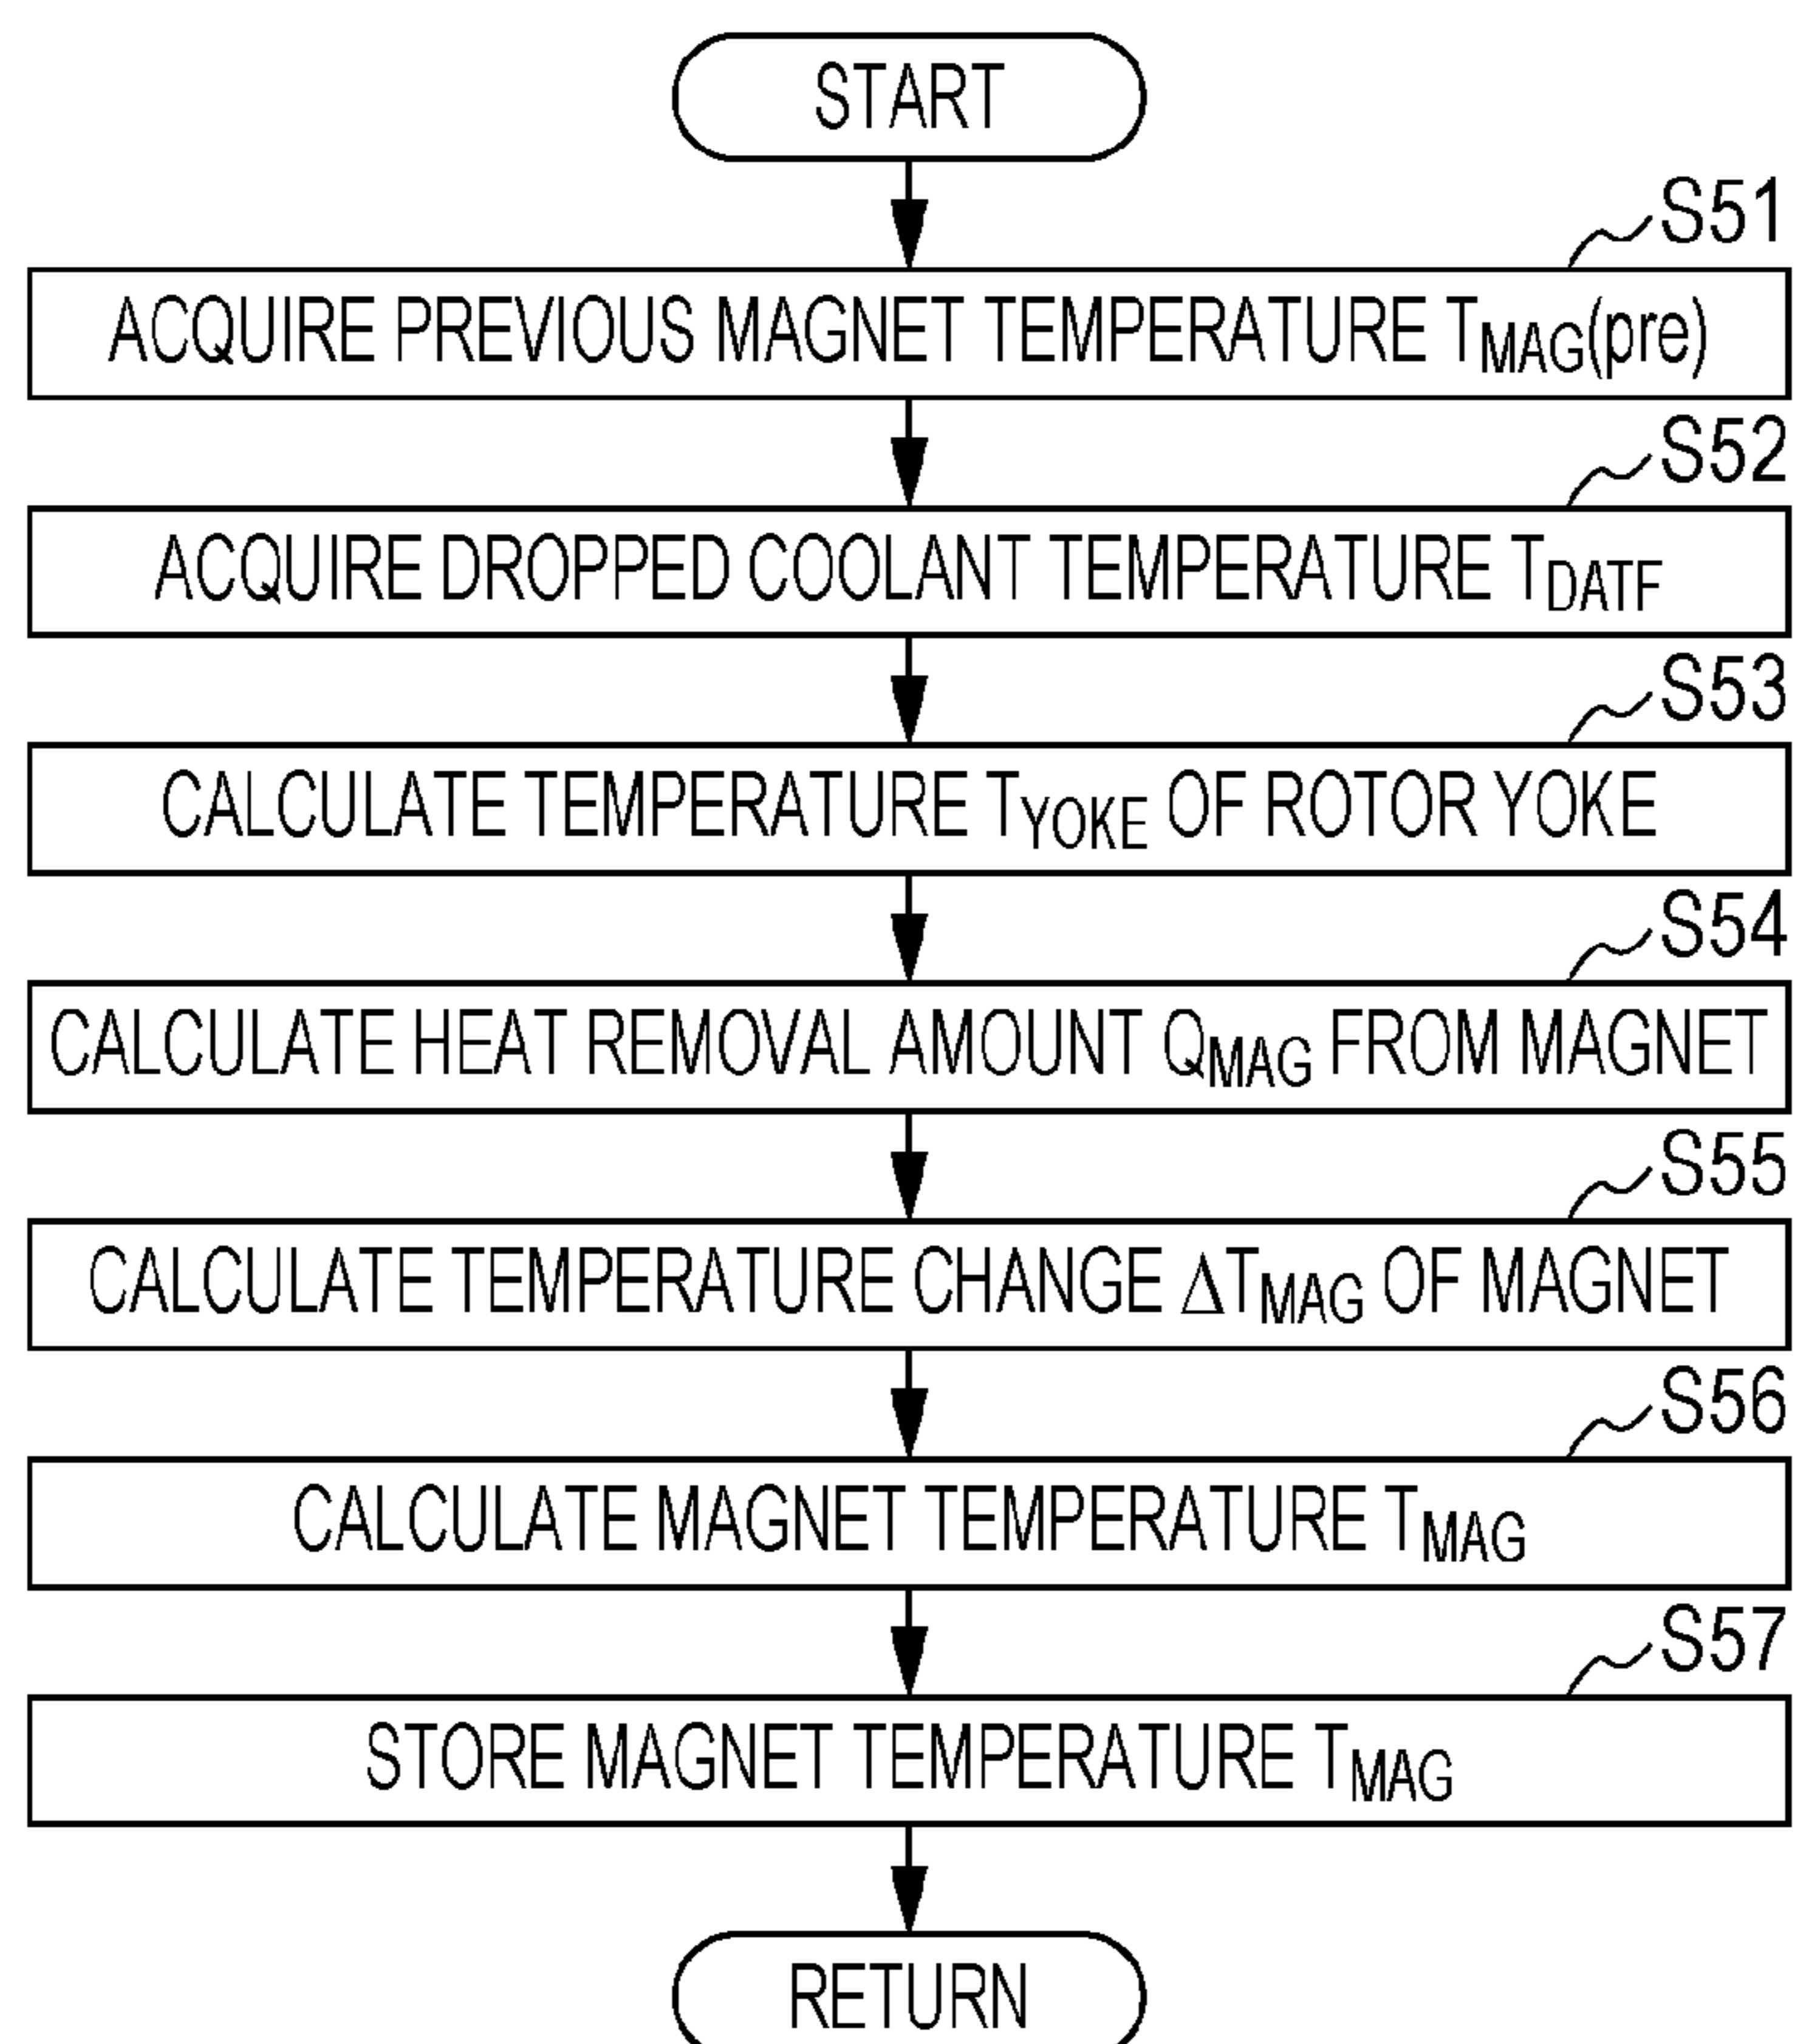 START
S51
ACQUIRE PREVIOUS MAGNET TEMPERATURE TMAG(pre)
S52
ACQUIRE DROPPED COOLANT TEMPERATURE TDATF
S53
CALCULATE TEMPERATURE TYOKE OF ROTOR YOKE
S54
CALCULATE HEAT REMOVAL AMOUNT QMAG FROM MAGNET
S55
CALCULATE TEMPERATURE CHANGE ΔTMAG OF MAGNET
S56
CALCULATE MAGNET TEMPERATURE TMAG
S57
STORE MAGNET TEMPERATURE TMAG
RETURN